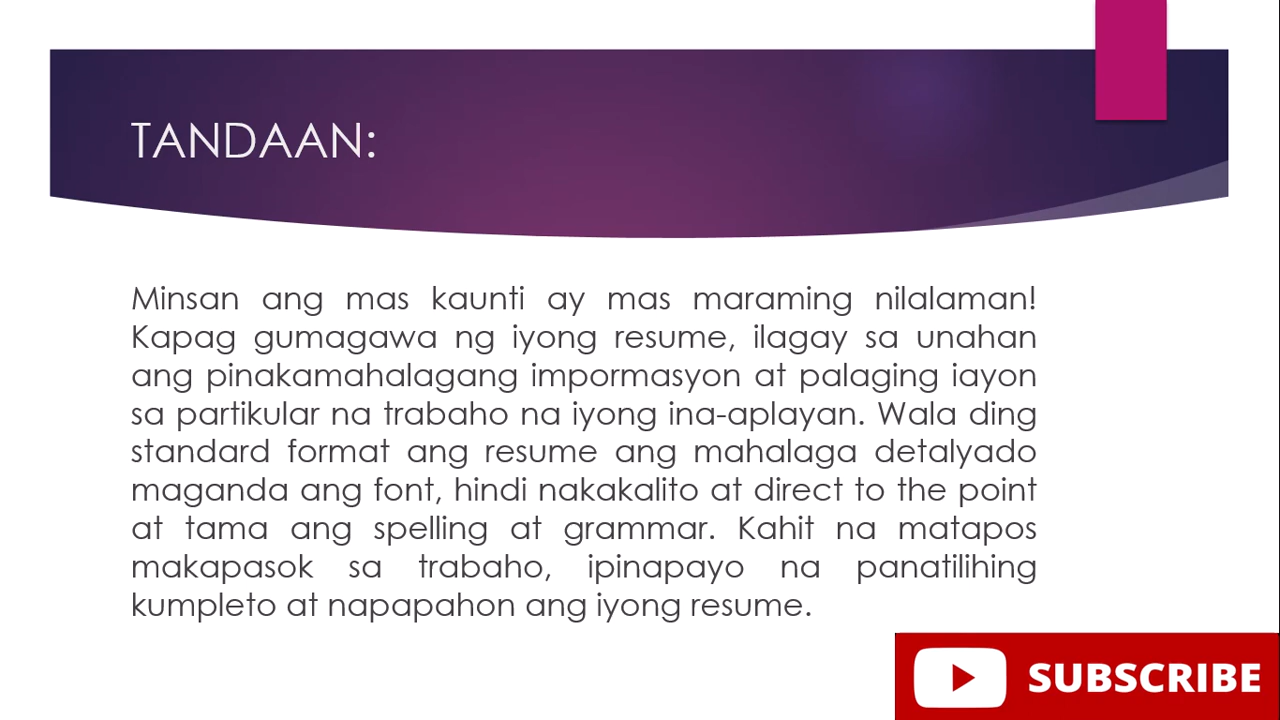 TANDAAN:
Minsan ang mas kaunti ay mas maraming nilalaman!
Kapag gumagawa ng iyong resume, ilagay sa unahan
ang pinakamahalagang impormasyon at palaging iayon
sa partikular na trabaho na iyong ina-aplayan. Wala ding
standard format ang resume ang mahalaga detalyado
maganda ang font, hindi nakakalito at direct to the point
at tama ang spelling at grammar. Kahit na matapos
makapasok sa trabaho, ipinapayo na panatilihing
kumpleto at napapahon ang iyong resume.
SUBSCRIBE